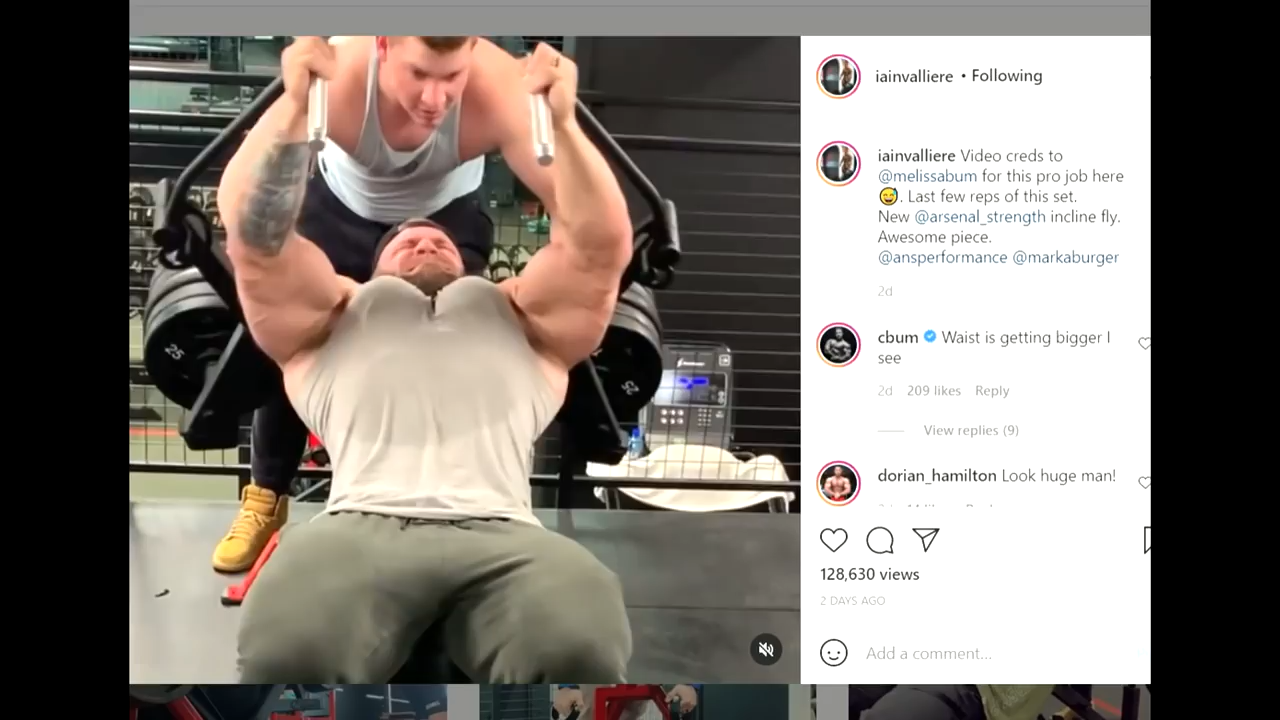 iainvalliere • Following
iainvalliere Video creds to
@melissabum for this pro job here
😅. Last few reps of this set.
New @arsenal_strength incline fly.
Awesome piece.
@ansperformance @markaburger
2d
cbum Waist is getting bigger I
see
2d 209 likes Reply
View replies (9)
dorian_hamilton Look huge man!
128,630 views
2 DAYS AGO
Add a comment...
25
25